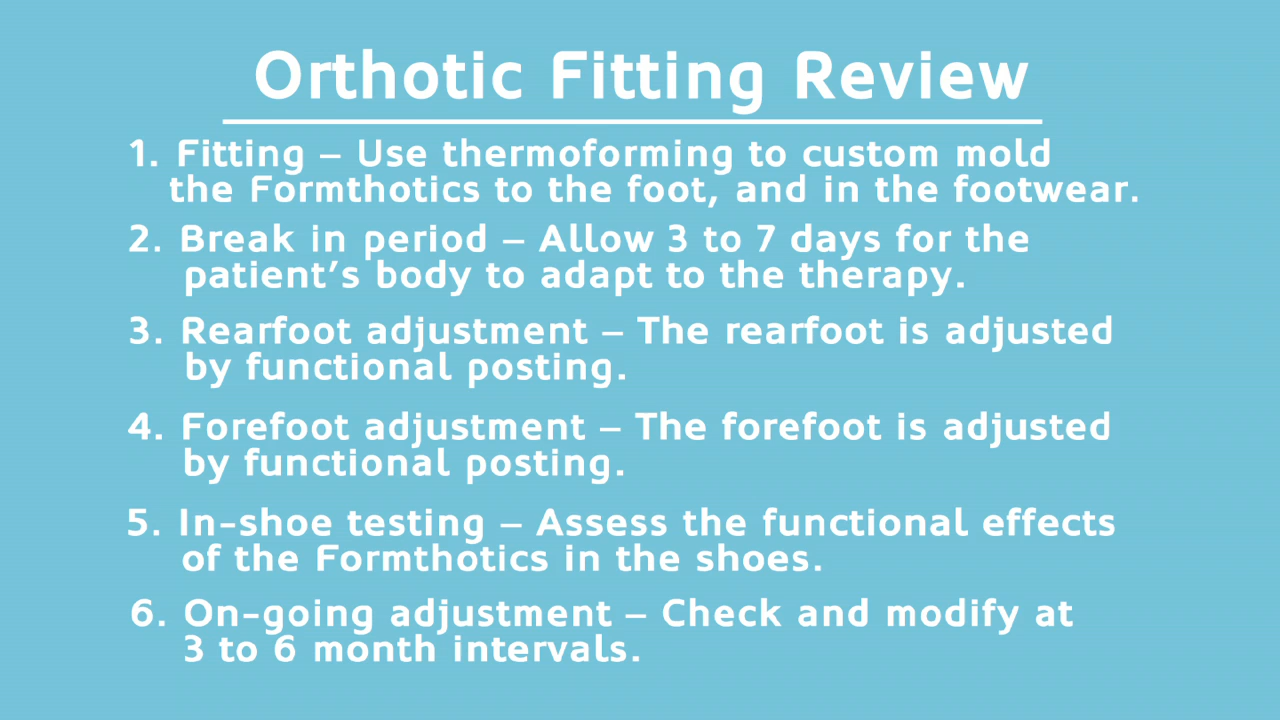 Orthotic Fitting Review
1. Fitting – Use thermoforming to custom mold
the Formthotics to the foot, and in the footwear.
2. Break in period – Allow 3 to 7 days for the
patient’s body to adapt to the therapy.
3. Rearfoot adjustment – The rearfoot is adjusted
by functional posting.
4. Forefoot adjustment – The forefoot is adjusted
by functional posting.
5. In-shoe testing – Assess the functional effects
of the Formthotics in the shoes.
6. On-going adjustment – Check and modify at
3 to 6 month intervals.